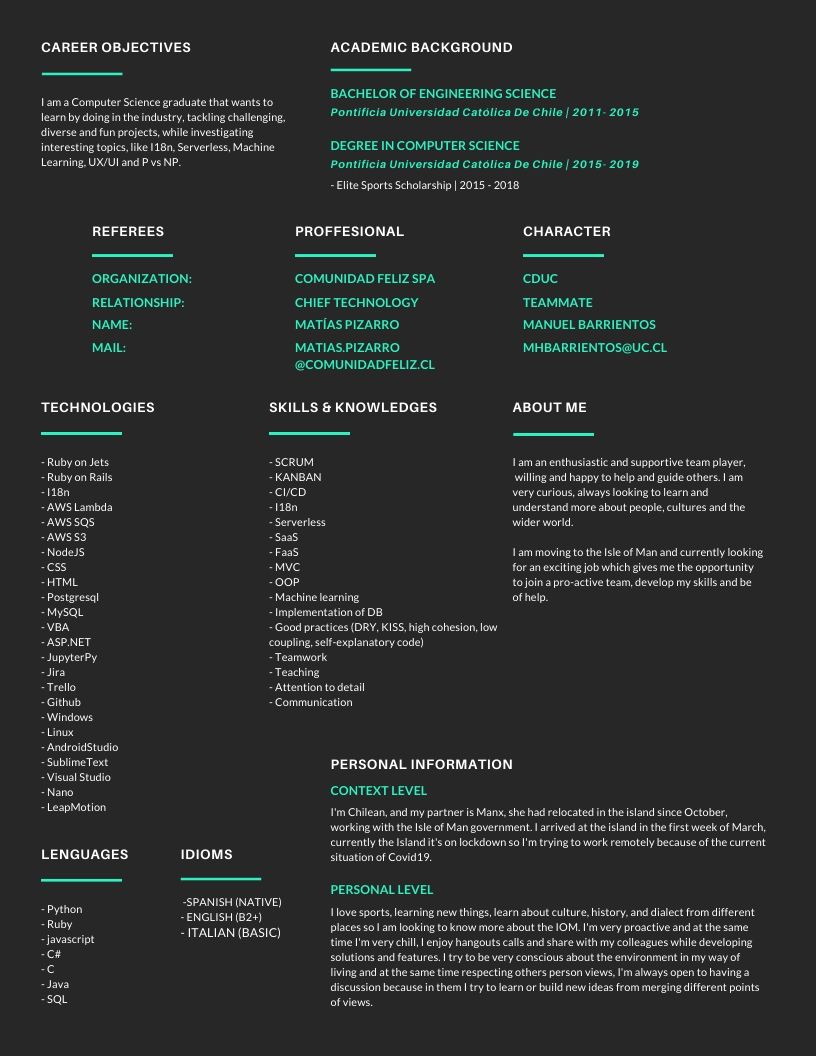 CAREER OBJECTIVES
I am a Computer Science graduate that wants to
learn by doing in the industry, tackling challenging,
diverse and fun projects, while investigating
interesting topics, like I18n, Serverless, Machine
Learning, UX/UI and P vs NP.
ACADEMIC BACKGROUND
BACHELOR OF ENGINEERING SCIENCE
Pontificia Universidad Católica De Chile | 2011- 2015
DEGREE IN COMPUTER SCIENCE
Pontificia Universidad Católica De Chile | 2015- 2019
- Elite Sports Scholarship | 2015 - 2018
REFEREES
ORGANIZATION:
RELATIONSHIP:
NAME:
MAIL:
PROFFESIONAL
COMUNIDAD FELIZ SPA
CHIEF TECHNOLOGY
MATÍAS PIZARRO
MATIAS.PIZARRO
@COMUNIDADFELIZ.CL
CHARACTER
CDUC
TEAMMATE
MANUEL BARRIENTOS
MHBARRIENTOS@UC.CL
TECHNOLOGIES
- Ruby on Jets
- Ruby on Rails
- I18n
- AWS Lambda
- AWS SQS
- AWS S3
- NodeJS
- CSS
- HTML
- Postgresql
- MySQL
- VBA
- ASP.NET
- JupyterPy
- Jira
- Trello
- Github
- Windows
- Linux
- AndroidStudio
- SublimeText
- Visual Studio
- Nano
- LeapMotion
SKILLS & KNOWLEDGES
- SCRUM
- KANBAN
- CI/CD
- I18n
- Serverless
- SaaS
- FaaS
- MVC
- OOP
- Machine learning
- Implementation of DB
- Good practices (DRY, KISS, high cohesion, low
coupling, self-explanatory code)
- Teamwork
- Teaching
- Attention to detail
- Communication
ABOUT ME
I am an enthusiastic and supportive team player,
willing and happy to help and guide others. I am
very curious, always looking to learn and
understand more about people, cultures and the
wider world.
I am moving to the Isle of Man and currently looking
for an exciting job which gives me the opportunity
to join a pro-active team, develop my skills and be
of help.
LENGUAGES
- Python
- Ruby
- javascript
- C#
- C
- Java
- SQL
IDIOMS
-SPANISH (NATIVE)
- ENGLISH (B2+)
- ITALIAN (BASIC)
PERSONAL INFORMATION
CONTEXT LEVEL
I'm Chilean, and my partner is Manx, she had relocated in the island since October,
working with the Isle of Man government. I arrived at the island in the first week of March,
currently the Island it's on lockdown so I'm trying to work remotely because of the current
situation of Covid19.
PERSONAL LEVEL
I love sports, learning new things, learn about culture, history, and dialect from different
places so I am looking to know more about the IOM. I'm very proactive and at the same
time I'm very chill, I enjoy hangouts calls and share with my colleagues while developing
solutions and features. I try to be very conscious about the environment in my way of
living and at the same time respecting others person views, I'm always open to having a
discussion because in them I try to learn or build new ideas from merging different points
of views.